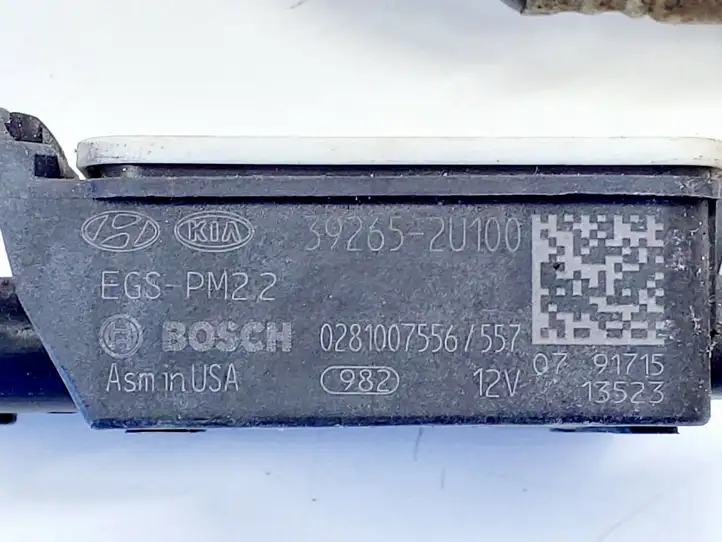 KIA 39265-2U100
EGS-PM2.2
BOSCH 0281007556/557
Asm in USA 982 12V
07 91715
13523